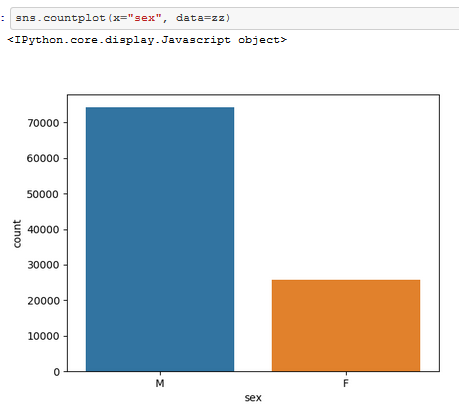 : sns.countplot(x="sex", data=zz)
<IPython.core.display.Javascript object>
70000
60000
50000
40000
30000
20000
10000
0
count
M F
sex